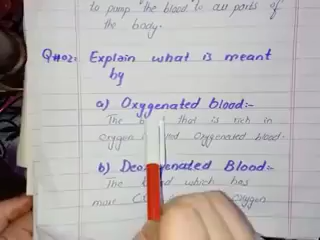 to pump the blood to all parts of
the body.
Q#02:- Explain what is meant
by
a) Oxygenated blood:-
The that is rich in
oxygen Oxygenated blood.
b) Deoxygenated Blood:-
The which has
more oxygen